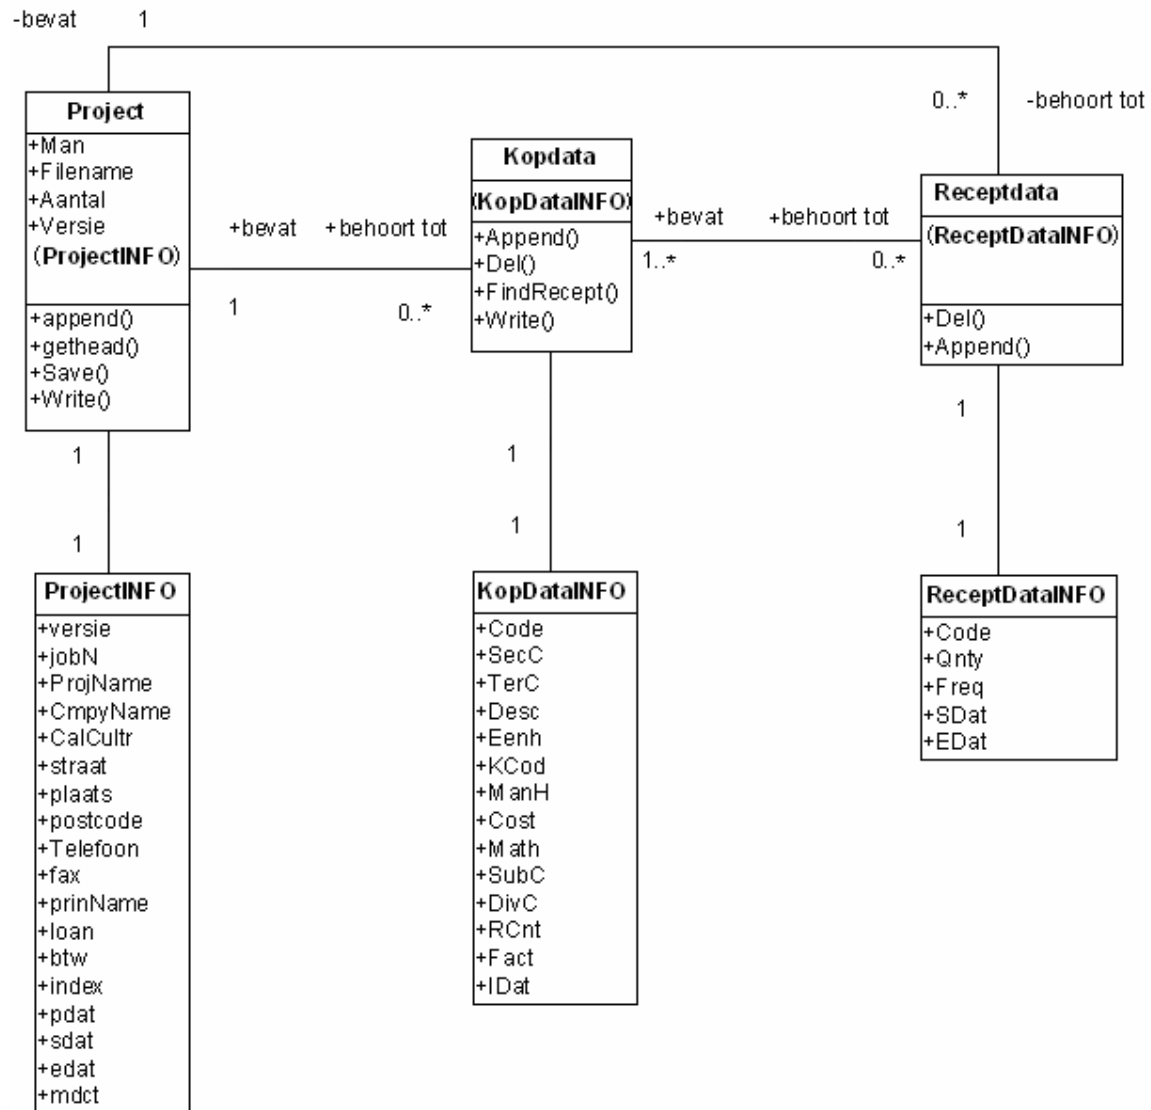 -bevat 1
0..* -behoort tot
Project
+Man
+Filename
+Aantal
+Versie
(ProjectINFO)
+append()
+gethead()
+Save()
+Write()
+bevat +behoort tot
1 0..*
Kopdata
(KopDataINFO)
+Append()
+Del()
+FindRecept()
+Write()
+bevat +behoort tot
1..* 0..*
Receptdata
(ReceptDataINFO)
+Del()
+Append()
1
1
1
1
1
1
ProjectINFO
+versie
+jobN
+ProjName
+CmpyName
+CalCultr
+straat
+plaats
+postcode
+Telefoon
+fax
+prinName
+loan
+btw
+index
+pdat
+sdat
+edat
+mdct
KopDataINFO
+Code
+SecC
+TerC
+Desc
+Eenh
+KCod
+ManH
+Cost
+Math
+SubC
+DivC
+RCnt
+Fact
+IDat
ReceptDataINFO
+Code
+Qnty
+Freq
+SDat
+EDat